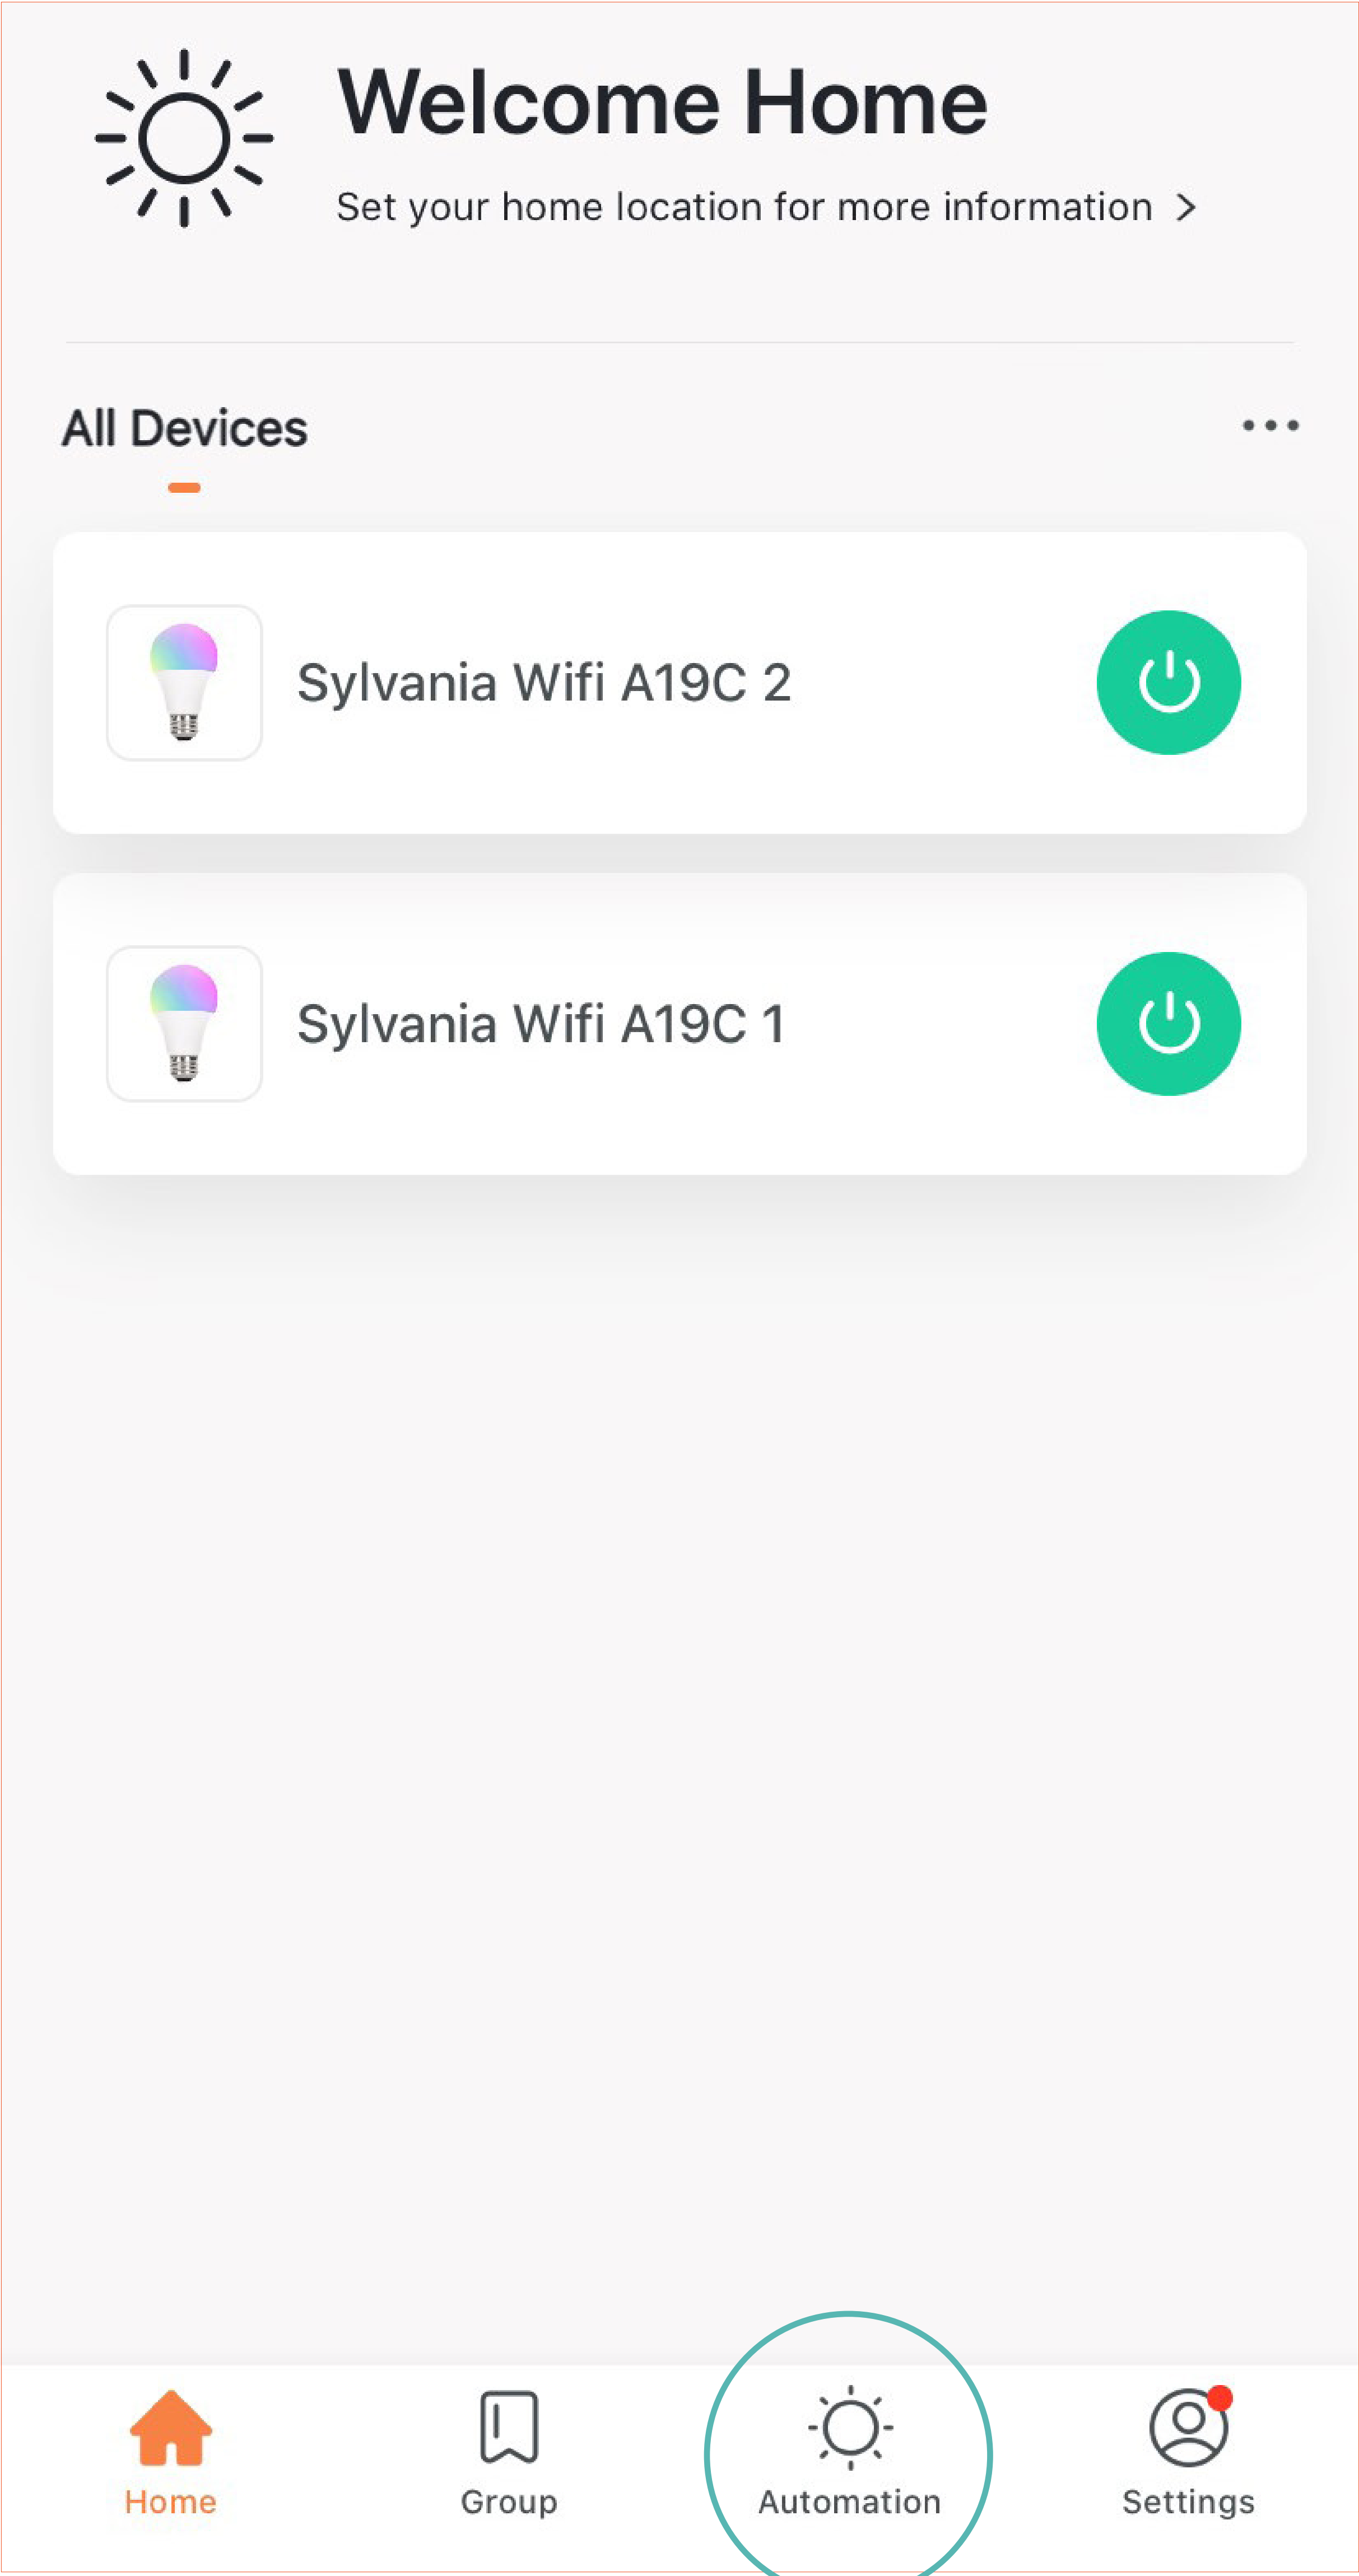 Welcome Home
Set your home location for more information >
All Devices
Sylvania Wifi A19C 2
Sylvania Wifi A19C 1
Home
Group
Automation
Settings